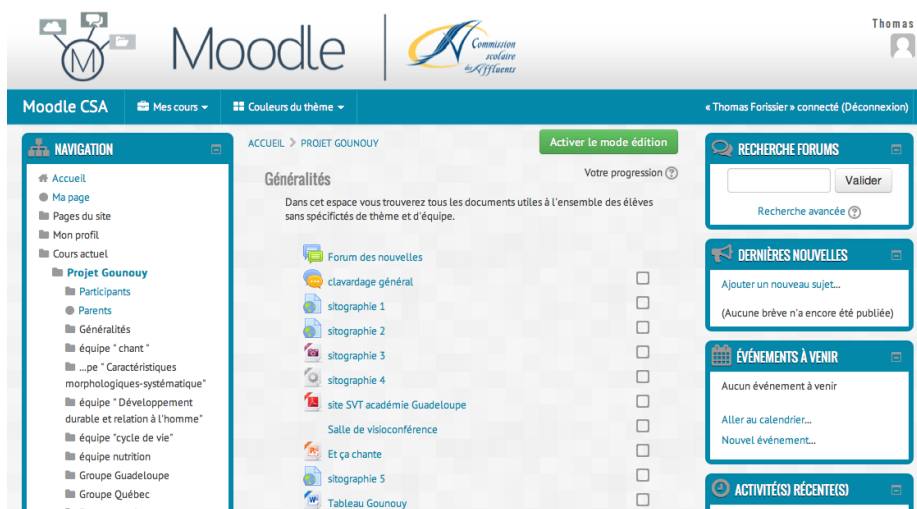 Moodle
Commission
scolaire
des Affluents
Thomas
Moodle CSA
Mes cours
Couleurs du thème
« Thomas Forissier » connecté (Déconnexion)
NAVIGATION
Accueil
Ma page
Pages du site
Mon profil
Cours actuel
Projet Gounouy
Participants
Parents
Généralités
équipe " chant "
...pe " Caractéristiques
morphologiques-systématique"
équipe " Développement
durable et relation à l'homme"
équipe "cycle de vie"
équipe nutrition
Groupe Guadeloupe
Groupe Québec
ACCUEIL > PROJET GOUNOUY
Activer le mode édition
Généralités
Votre progression
Dans cet espace vous trouverez tous les documents utiles à l'ensemble des élèves
sans spécifictés de thème et d'équipe.
Forum des nouvelles
clavardage général
sitographie 1
sitographie 2
sitographie 3
sitographie 4
site SVT académie Guadeloupe
Salle de visioconférence
Et ça chante
sitographie 5
Tableau Gounouy
RECHERCHE FORUMS
Valider
Recherche avancée
DERNIÈRES NOUVELLES
Ajouter un nouveau sujet...
(Aucune brève n'a encore été publiée)
ÉVÉNEMENTS À VENIR
Aucun événement à venir
Aller au calendrier...
Nouvel événement...
ACTIVITÉ(S) RÉCENTE(S)